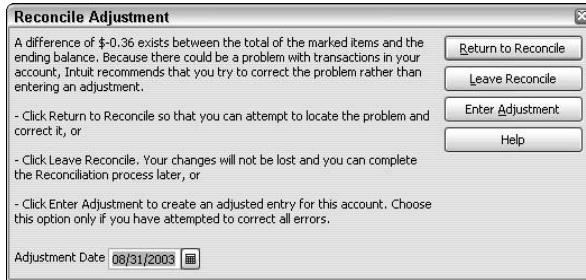 Reconcile Adjustment
A difference of $-0.36 exists between the total of the marked items and the
ending balance. Because there could be a problem with transactions in your
account, Intuit recommends that you try to correct the problem rather than
entering an adjustment.
- Click Return to Reconcile so that you can attempt to locate the problem and
correct it, or
- Click Leave Reconcile. Your changes will not be lost and you can complete
the Reconciliation process later, or
- Click Enter Adjustment to create an adjusted entry for this account. Choose
this option only if you have attempted to correct all errors.
Adjustment Date 08/31/2003
Return to Reconcile
Leave Reconcile
Enter Adjustment
Help